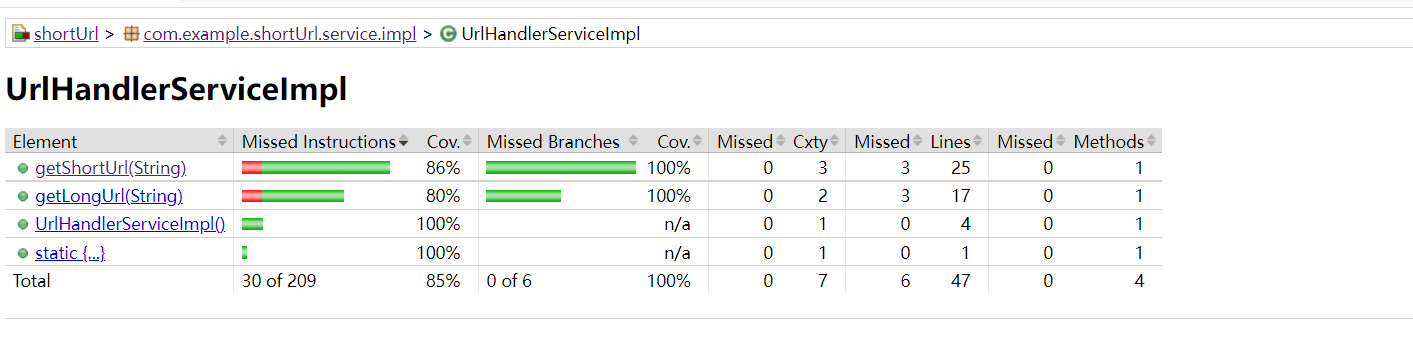 shortUrl > com.example.shortUrl.service.impl > UrlHandlerServiceImpl
UrlHandlerServiceImpl
Element Missed Instructions Cov. Missed Branches Cov. Missed Cxty Missed Lines Missed Methods
getShortUrl(String) 86% 100% 0 3 3 25 0 1
getLongUrl(String) 80% 100% 0 2 3 17 0 1
UrlHandlerServiceImpl() 100% n/a 0 1 0 4 0 1
static {...} 100% n/a 0 1 0 1 0 1
Total 30 of 209 85% 0 of 6 100% 0 7 6 47 0 4